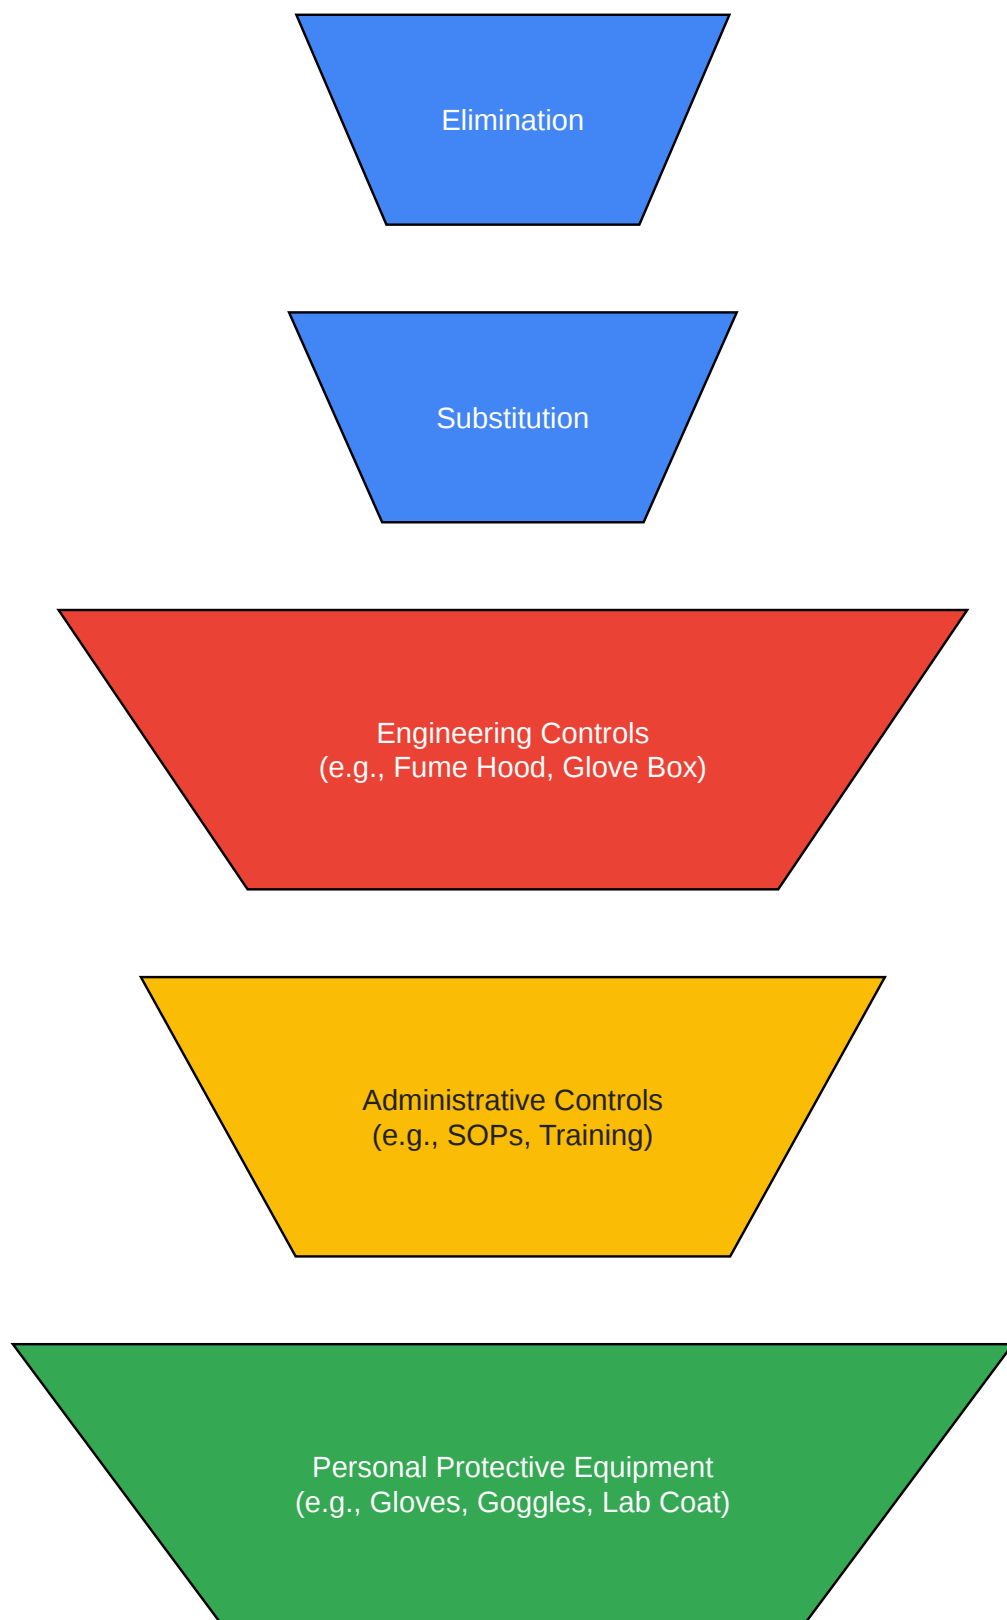 Elimination
Substitution
Engineering Controls
(e.g., Fume Hood, Glove Box)
Administrative Controls
(e.g., SOPs, Training)
Personal Protective Equipment
(e.g., Gloves, Goggles, Lab Coat)